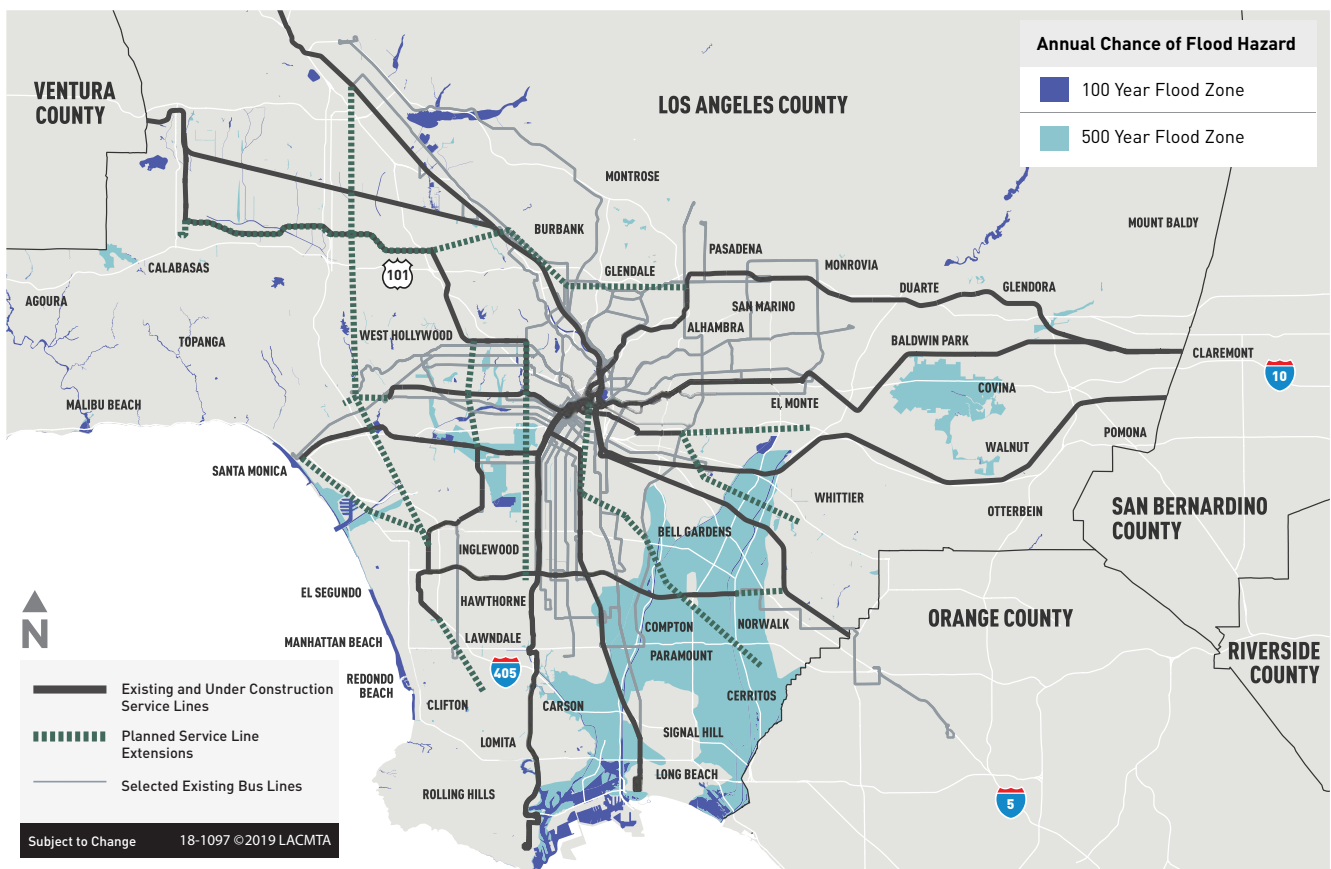 Annual Chance of Flood Hazard
100 Year Flood Zone
500 Year Flood Zone
VENTURA
COUNTY
LOS ANGELES COUNTY
MONTROSE
MOUNT BALDY
BURBANK
PASADENA
MONROVIA
CALABASAS
101
GLENDALE
DUARTE
GLENDORA
AGOURA
SAN MARINO
ALHAMBRA
TOPANGA
WEST HOLLYWOOD
BALDWIN PARK
CLAREMONT
10
COVINA
MALIBU BEACH
EL MONTE
POMONA
WALNUT
SANTA MONICA
WHITTIER
OTTERBEIN
SAN BERNARDINO
COUNTY
BELL GARDENS
INGLEWOOD
EL SEGUNDO
HAWTHORNE
N
ORANGE COUNTY
COMPTON
NORWALK
MANHATTAN BEACH
LAWNDALE
PARAMOUNT
RIVERSIDE
COUNTY
405
REDONDO
BEACH
CERRITOS
CLIFTON
CARSON
SIGNAL HILL
LOMITA
LONG BEACH
ROLLING HILLS
5
Existing and Under Construction
Service Lines
Planned Service Line
Extensions
Selected Existing Bus Lines
Subject to Change 18-1097 ©2019 LACMTA